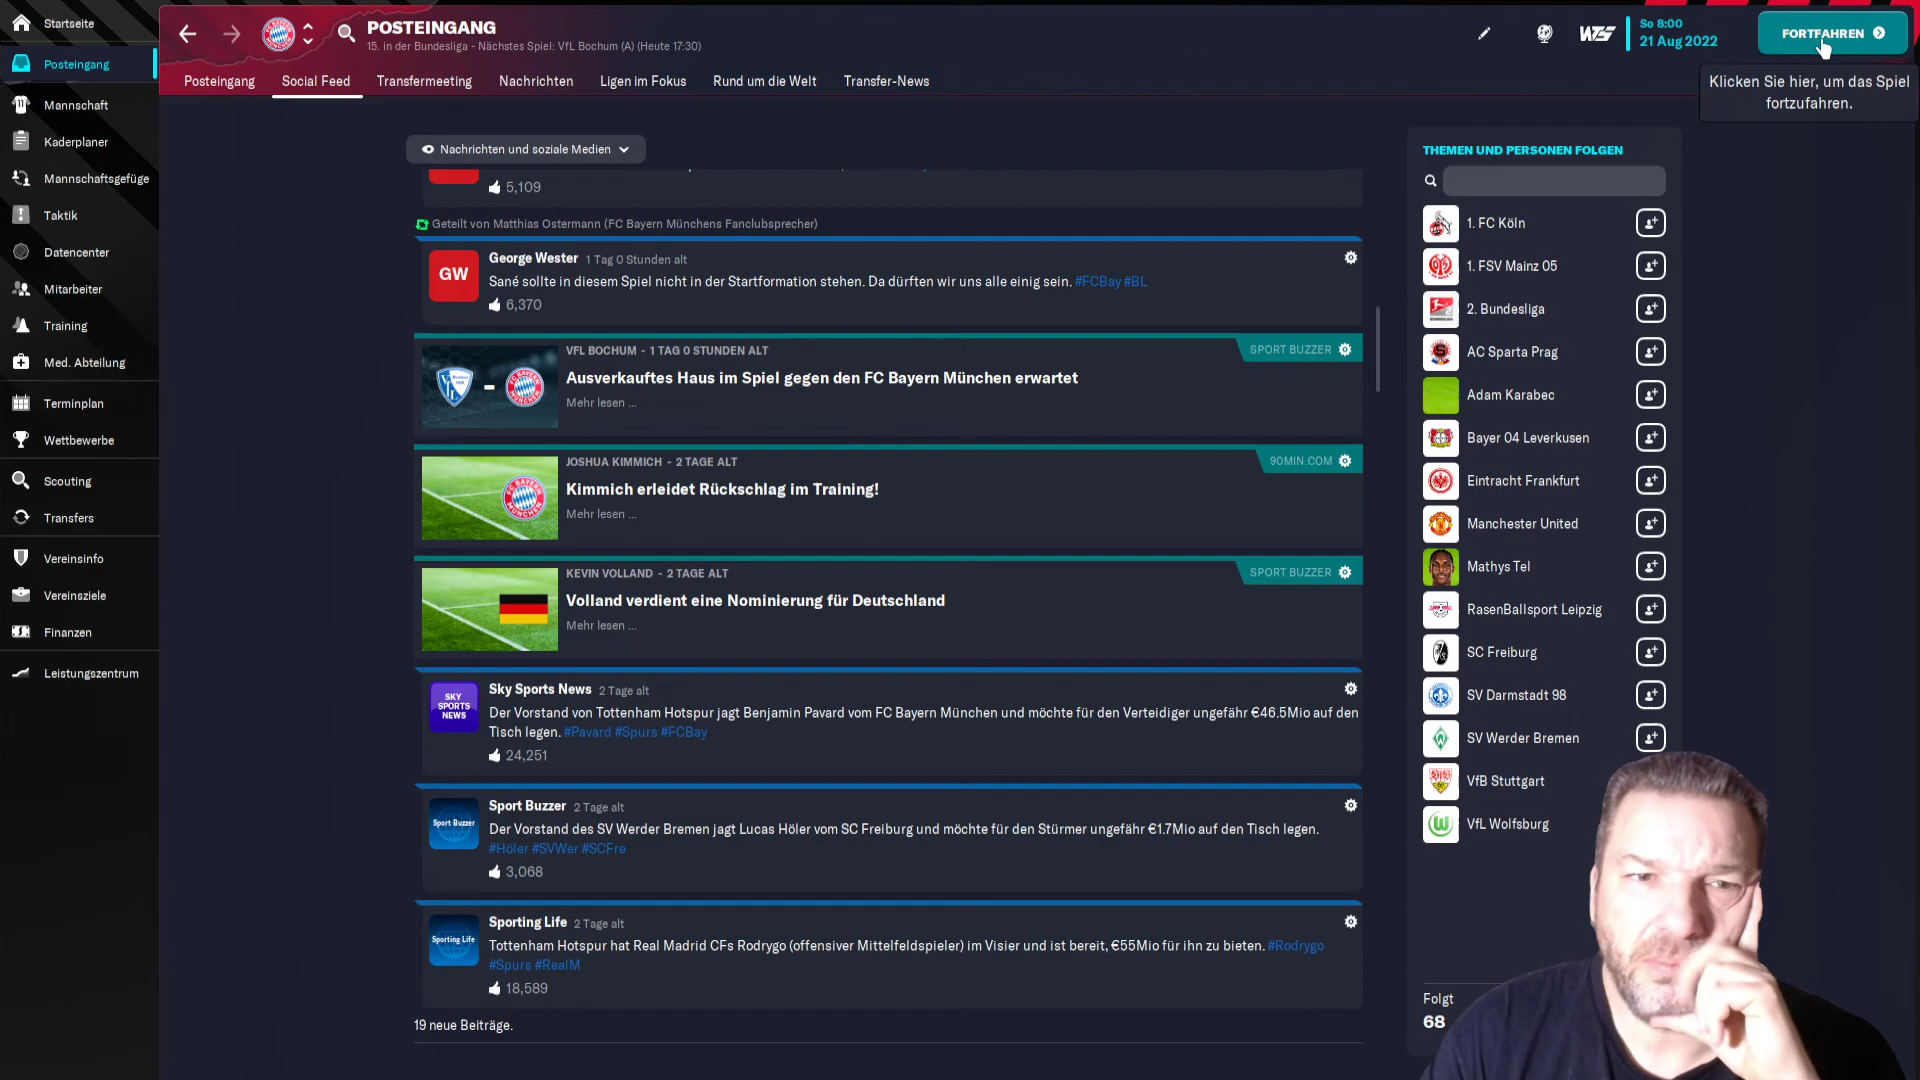 Startseite
Posteingang
Mannschaft
Kaderplaner
Mannschaftsgefüge
Taktik
Datencenter
Mitarbeiter
Training
Med. Abteilung
Terminplan
Wettbewerbe
Scouting
Transfers
Vereinsinfo
Vereinsziele
Finanzen
Leistungszentrum
POSTEINGANG
15. in der Bundesliga - Nächstes Spiel: VfL Bochum (A) (Heute 17:30)
So 8:00
21 Aug 2022
FORTFAHREN
Klicken Sie hier, um das Spiel
fortzufahren.
Posteingang
Social Feed
Transfermeeting
Nachrichten
Ligen im Fokus
Rund um die Welt
Transfer-News
Nachrichten und soziale Medien
5,109
Geteilt von Matthias Ostermann (FC Bayern Münchens Fanclubsprecher)
GW
George Wester 1 Tag 0 Stunden alt
Sané sollte in diesem Spiel nicht in der Startformation stehen. Da dürften wir uns alle einig sein. #FCBay #BL
6,370
VFL BOCHUM - 1 TAG 0 STUNDEN ALT
SPORT BUZZER
Ausverkauftes Haus im Spiel gegen den FC Bayern München erwartet
Mehr lesen ...
JOSHUA KIMMICH - 2 TAGE ALT
90MIN.COM
Kimmich erleidet Rückschlag im Training!
Mehr lesen ...
KEVIN VOLLAND - 2 TAGE ALT
SPORT BUZZER
Volland verdient eine Nominierung für Deutschland
Mehr lesen ...
SKY
SPORTS
NEWS
Sky Sports News 2 Tage alt
Der Vorstand von Tottenham Hotspur jagt Benjamin Pavard vom FC Bayern München und möchte für den Verteidiger ungefähr €46.5Mio auf den
Tisch legen. #Pavard #Spurs #FCBay
24,251
Sport Buzzer
Sport Buzzer 2 Tage alt
Der Vorstand des SV Werder Bremen jagt Lucas Höler vom SC Freiburg und möchte für den Stürmer ungefähr €1.7Mio auf den Tisch legen.
#Höler #SVWer #SCFre
3,068
Sporting Life
Sporting Life 2 Tage alt
Tottenham Hotspur hat Real Madrid CFs Rodrygo (offensiver Mittelfeldspieler) im Visier und ist bereit, €55Mio für ihn zu bieten. #Rodrygo
#Spurs #RealM
18,589
19 neue Beiträge.
THEMEN UND PERSONEN FOLGEN
1. FC Köln
1. FSV Mainz 05
2. Bundesliga
AC Sparta Prag
Adam Karabec
Bayer 04 Leverkusen
Eintracht Frankfurt
Manchester United
Mathys Tel
RasenBallsport Leipzig
SC Freiburg
SV Darmstadt 98
SV Werder Bremen
VfB Stuttgart
VfL Wolfsburg
Folgt
68